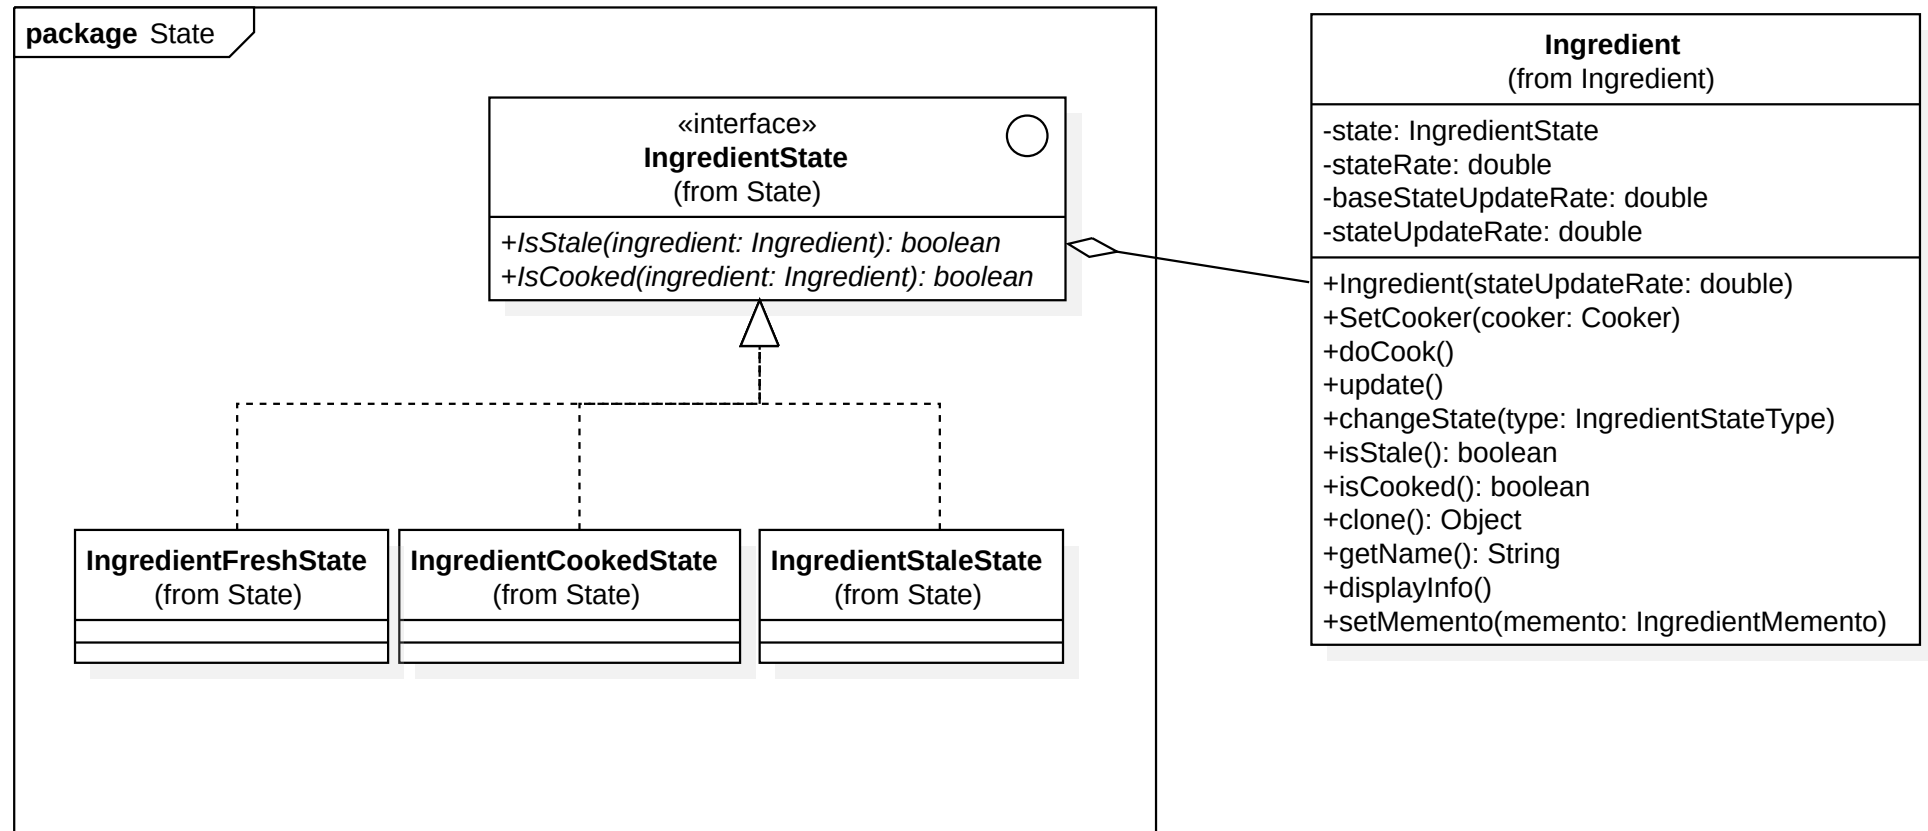 package State
«interface»
IngredientState
(from State)
+IsStale(ingredient: Ingredient): boolean
+IsCooked(ingredient: Ingredient): boolean
IngredientFreshState
(from State)
IngredientCookedState
(from State)
IngredientStaleState
(from State)
Ingredient
(from Ingredient)
-state: IngredientState
-stateRate: double
-baseStateUpdateRate: double
-stateUpdateRate: double
+Ingredient(stateUpdateRate: double)
+SetCooker(cooker: Cooker)
+doCook()
+update()
+changeState(type: IngredientStateType)
+isStale(): boolean
+isCooked(): boolean
+clone(): Object
+getName(): String
+displayInfo()
+setMemento(memento: IngredientMemento)